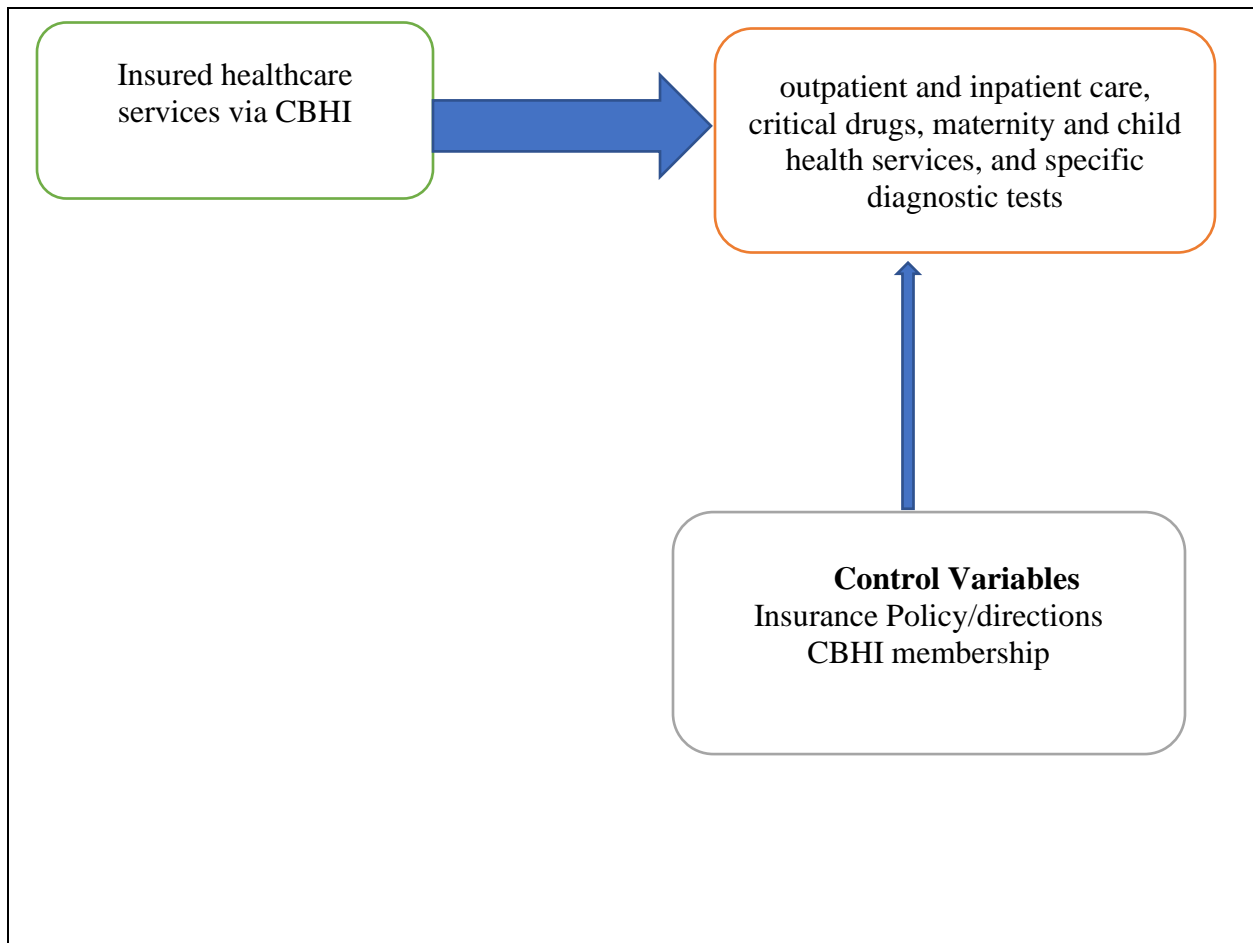 Insured healthcare
services via CBHI
outpatient and inpatient care,
critical drugs, maternity and child
health services, and specific
diagnostic tests
Control Variables
Insurance Policy/directions
CBHI membership